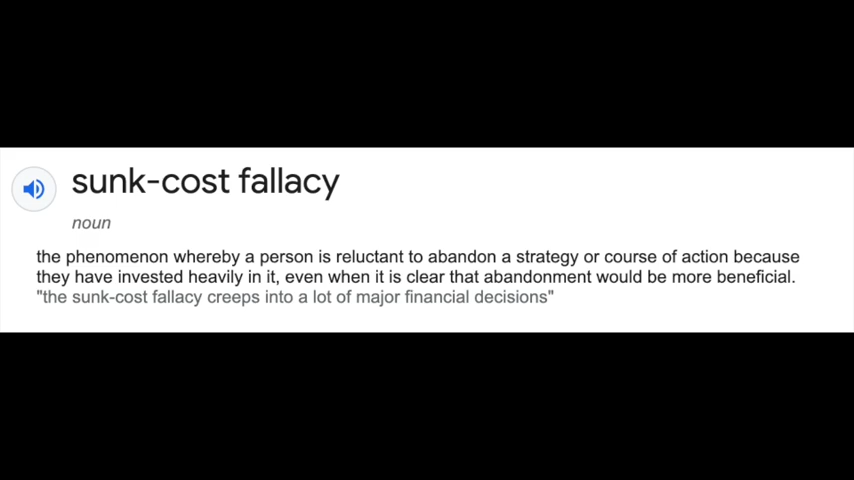 sunk-cost fallacy
noun
the phenomenon whereby a person is reluctant to abandon a strategy or course of action because
they have invested heavily in it, even when it is clear that abandonment would be more beneficial.
"the sunk-cost fallacy creeps into a lot of major financial decisions"